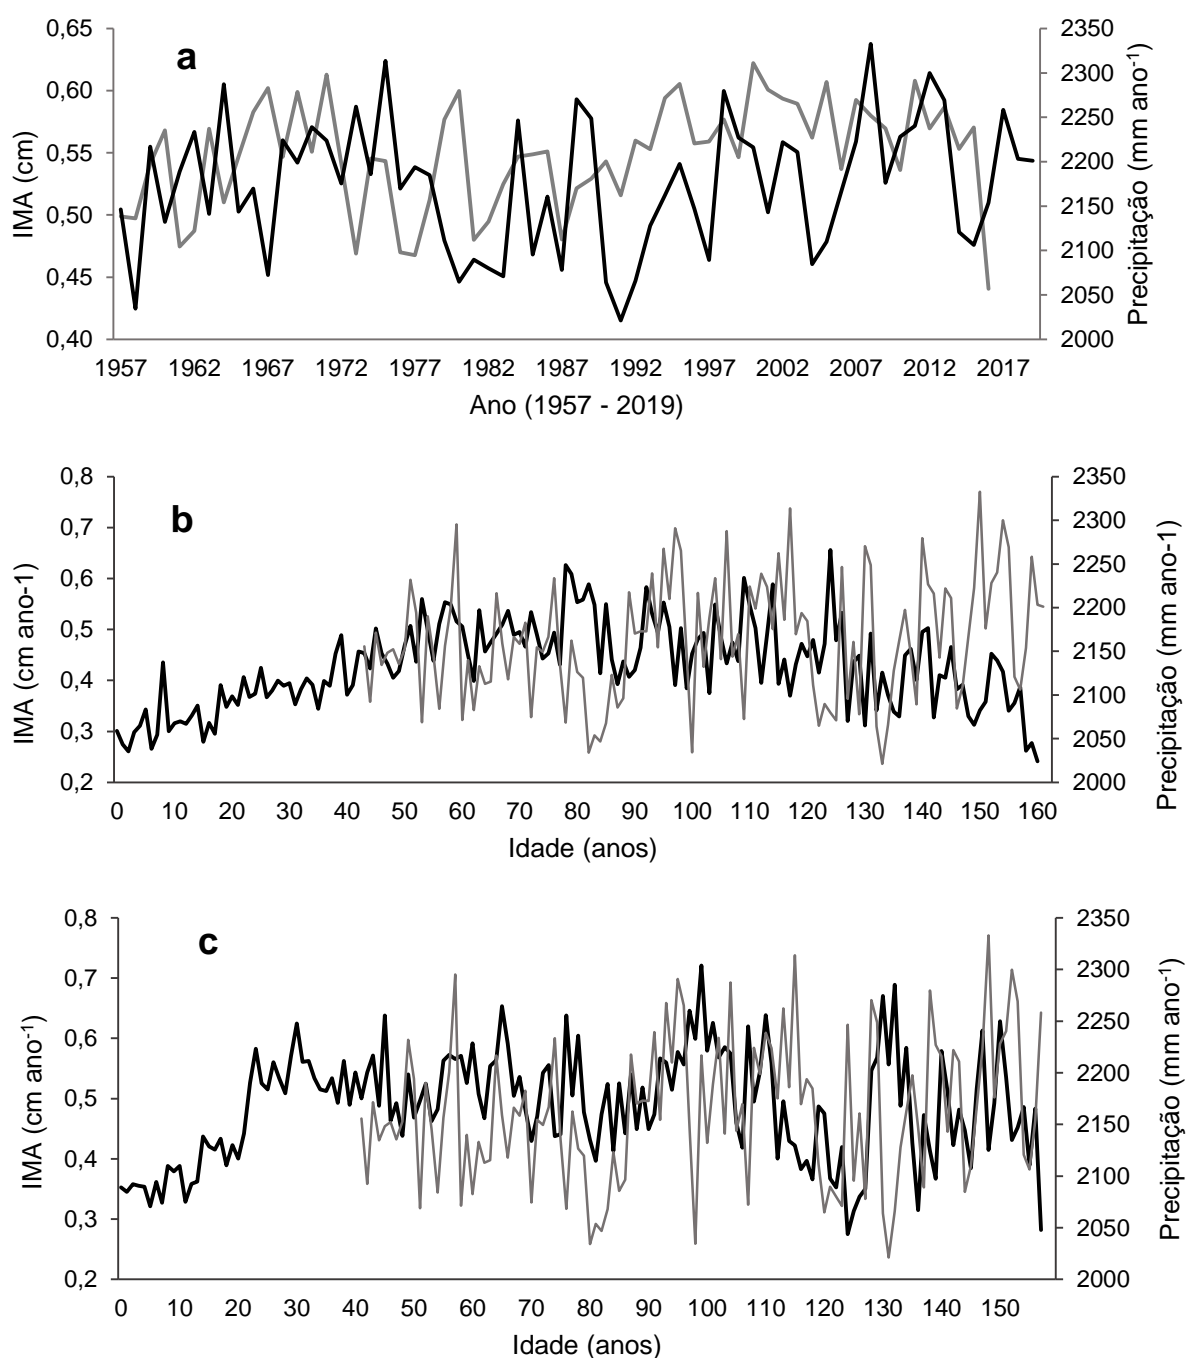 a
IMA (cm)
0,65
0,60
0,55
0,50
0,45
0,40
2350
2300
2250
2200
2150
2100
2050
2000
Precipitação (mm ano-1)
1957 1962 1967 1972 1977 1982 1987 1992 1997 2002 2007 2012 2017
Ano (1957 - 2019)
b
IMA (cm ano-1)
0,8
0,7
0,6
0,5
0,4
0,3
0,2
2350
2300
2250
2200
2150
2100
2050
2000
Precipitaço (mm ano-1)
0 10 20 30 40 50 60 70 80 90 100 110 120 130 140 150 160
Idade (anos)
c
IMA (cm ano-1)
0,8
0,7
0,6
0,5
0,4
0,3
0,2
2350
2300
2250
2200
2150
2100
2050
2000
Precipitação (mm ano-1)
0 10 20 30 40 50 60 70 80 90 100 110 120 130 140 150
Idade (anos)